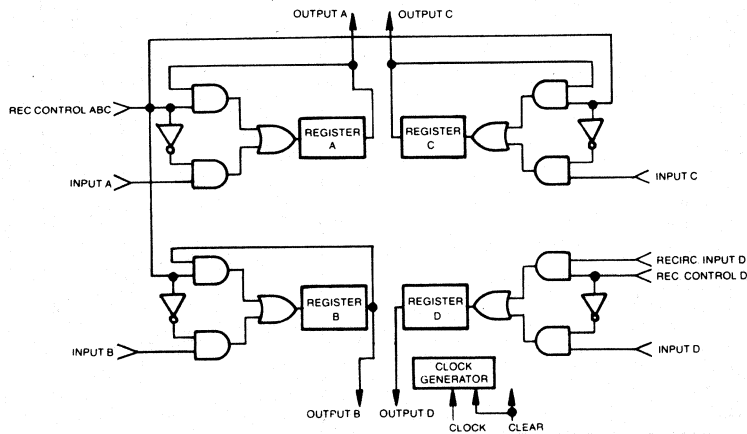 OUTPUT A
OUTPUT C
REC CONTROL ABC
REGISTER
A
REGISTER
C
INPUT A
INPUT C
RECIRC INPUT D
REC CONTROL D
REGISTER
B
REGISTER
D
INPUT B
INPUT D
CLOCK
GENERATOR
OUTPUT B
OUTPUT D
CLOCK
CLEAR